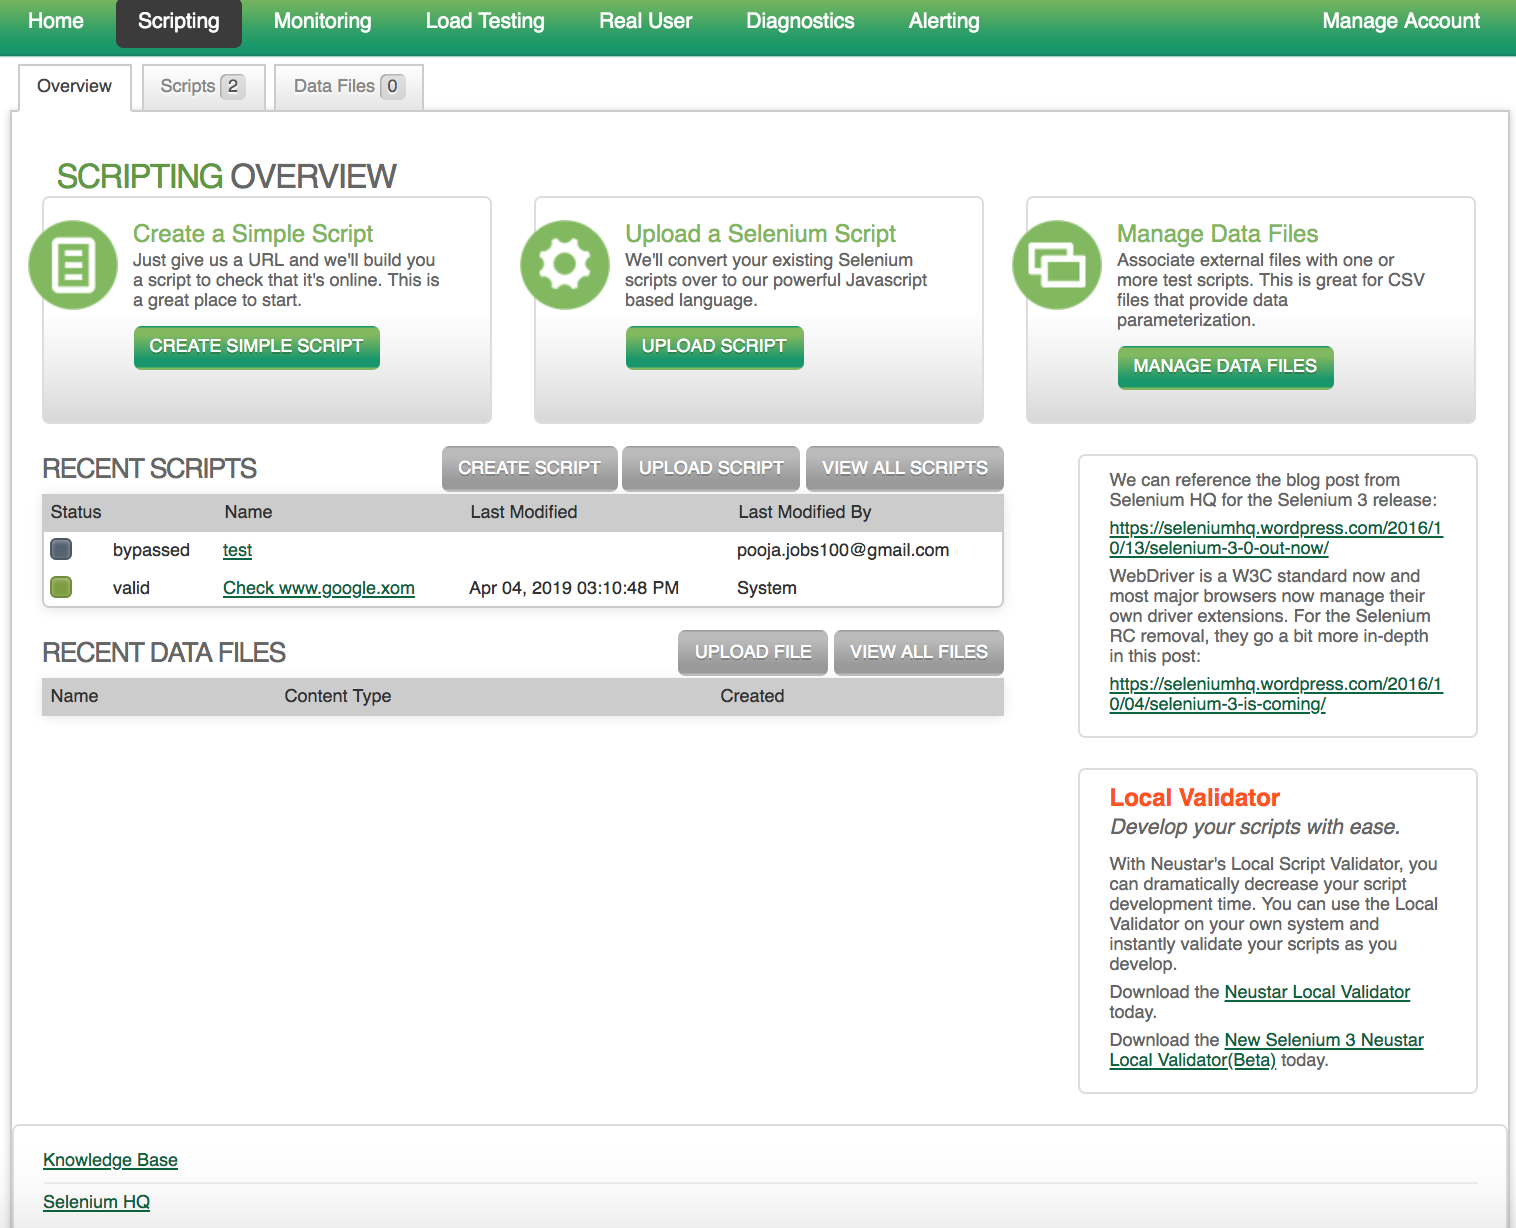 Home Scripting Monitoring Load Testing Real User Diagnostics Alerting Manage Account
Overview Scripts 2 Data Files 0
SCRIPTING OVERVIEW
Create a Simple Script
Just give us a URL and we'll build you
a script to check that it's online. This is
a great place to start.
CREATE SIMPLE SCRIPT
Upload a Selenium Script
We'll convert your existing Selenium
scripts over to our powerful Javascript
based language.
UPLOAD SCRIPT
Manage Data Files
Associate external files with one or
more test scripts. This is great for CSV
files that provide data
parameterization.
MANAGE DATA FILES
RECENT SCRIPTS CREATE SCRIPT UPLOAD SCRIPT VIEW ALL SCRIPTS
Status Name Last Modified Last Modified By
bypassed test pooja.jobs100@gmail.com
valid Check www.google.xom Apr 04, 2019 03:10:48 PM System
RECENT DATA FILES UPLOAD FILE VIEW ALL FILES
Name Content Type Created
We can reference the blog post from
Selenium HQ for the Selenium 3 release:
https://seleniumhq.wordpress.com/2016/1
0/13/selenium-3-0-out-now/
WebDriver is a W3C standard now and
most major browsers now manage their
own driver extensions. For the Selenium
RC removal, they go a bit more in-depth
in this post:
https://seleniumhq.wordpress.com/2016/1
0/04/selenium-3-is-coming/
Local Validator
Develop your scripts with ease.
With Neustar's Local Script Validator, you
can dramatically decrease your script
development time. You can use the Local
Validator on your own system and
instantly validate your scripts as you
develop.
Download the Neustar Local Validator
today.
Download the New Selenium 3 Neustar
Local Validator(Beta) today.
Knowledge Base
Selenium HQ